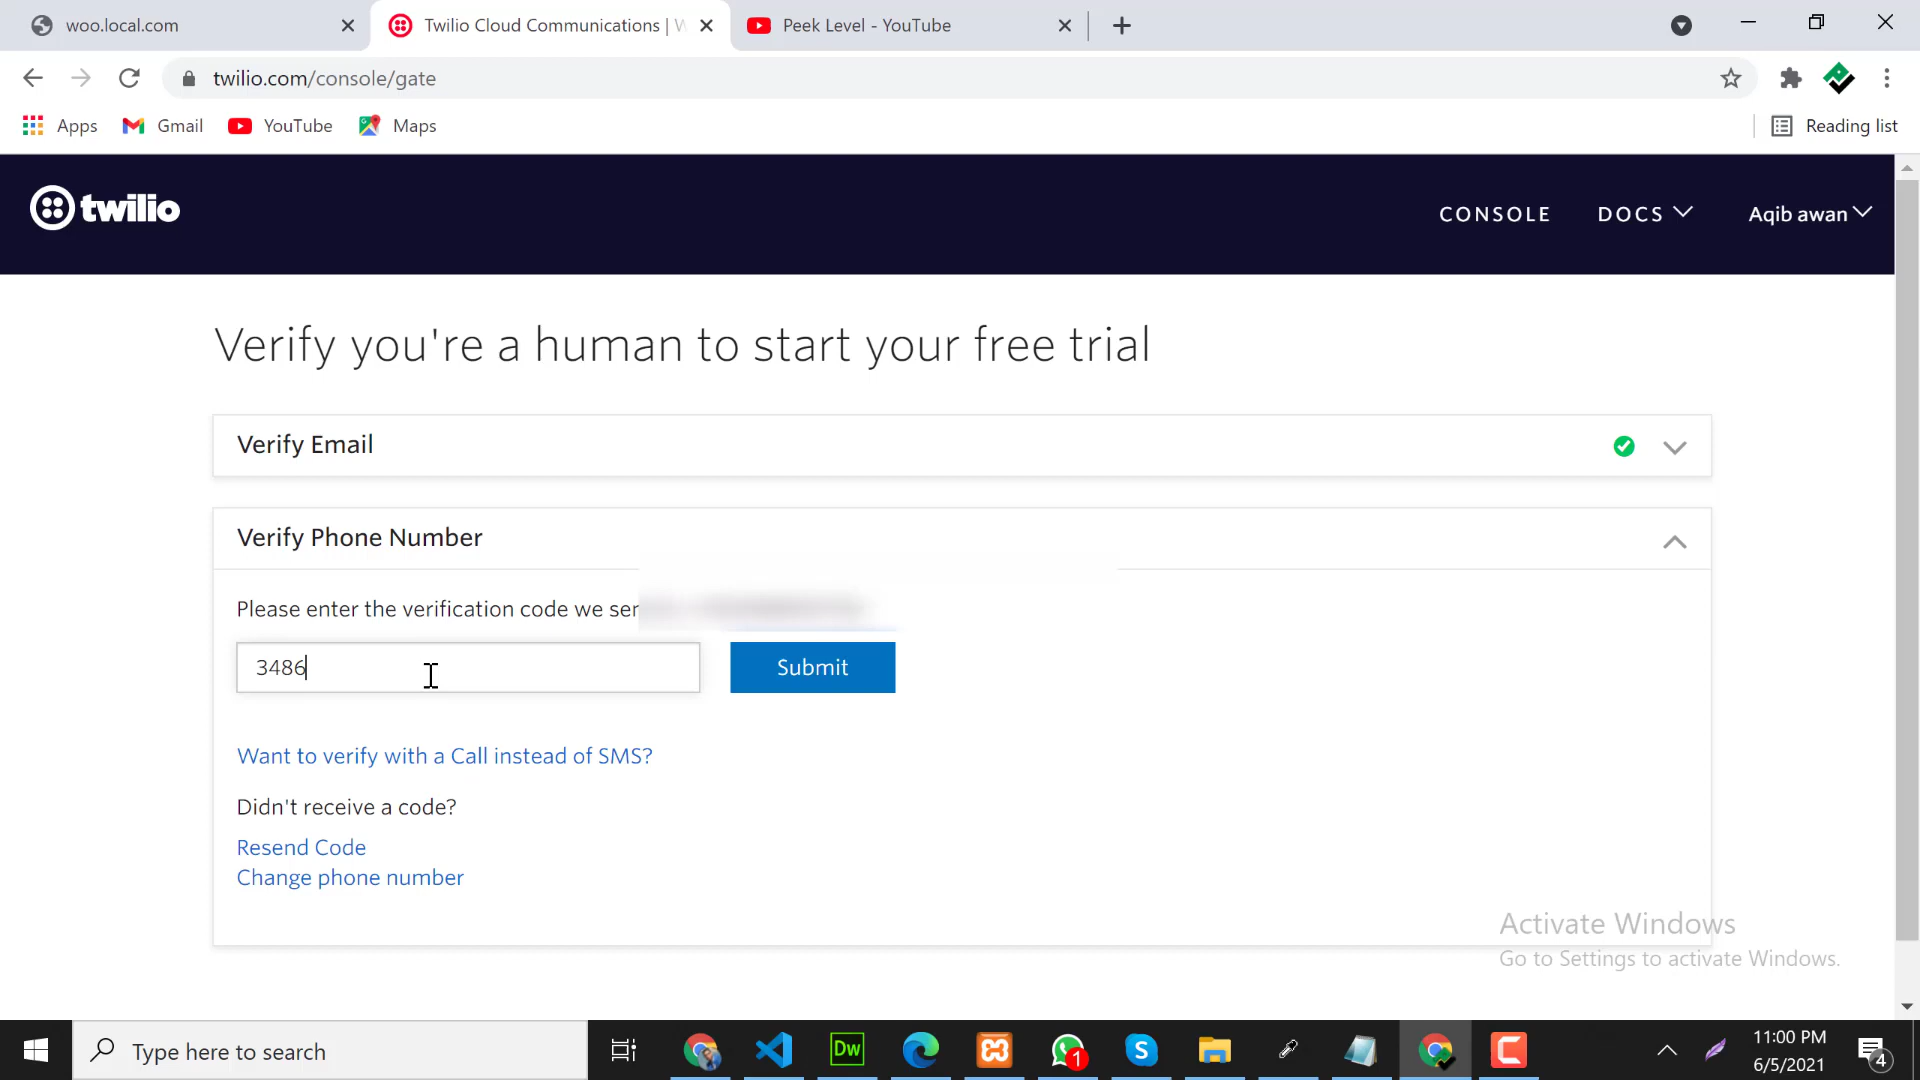 woo.local.com
Twilio Cloud Communications | W
Peek Level - YouTube
twilio.com/console/gate
Apps
Gmail
YouTube
Maps
Reading list
twilio
CONSOLE
DOCS
Aqib awan
Verify you're a human to start your free trial
Verify Email
Verify Phone Number
Please enter the verification code we sen
3486
Submit
Want to verify with a Call instead of SMS?
Didn't receive a code?
Resend Code
Change phone number
Activate Windows
Go to Settings to activate Windows.
Type here to search
Dw
1
S
C
11:00 PM
6/5/2021
4